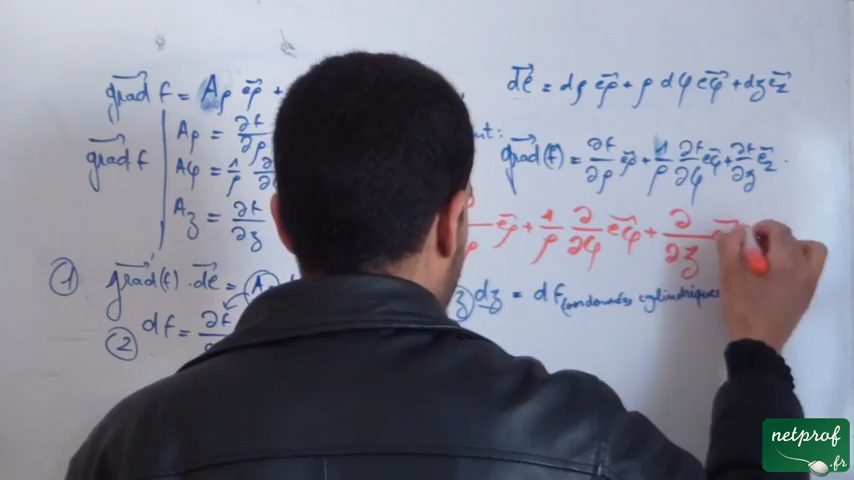 grad f = Aρ eρ +
dℓ = dρ eρ + ρ dφ eφ + dz ez
grad f
Aρ = ∂f/∂ρ
Aφ = 1/ρ ∂
Az = ∂f/∂z
nt:
grad(f) = ∂f/∂ρ eρ + 1/ρ ∂f/∂φ eφ + ∂f/∂z ez.
eρ + 1/ρ ∂/∂φ eφ + ∂/∂z
① grad(f) . dℓ = A
z) dz = df (coordonnées cylindriques
② df = ∂f
netprof
.fr